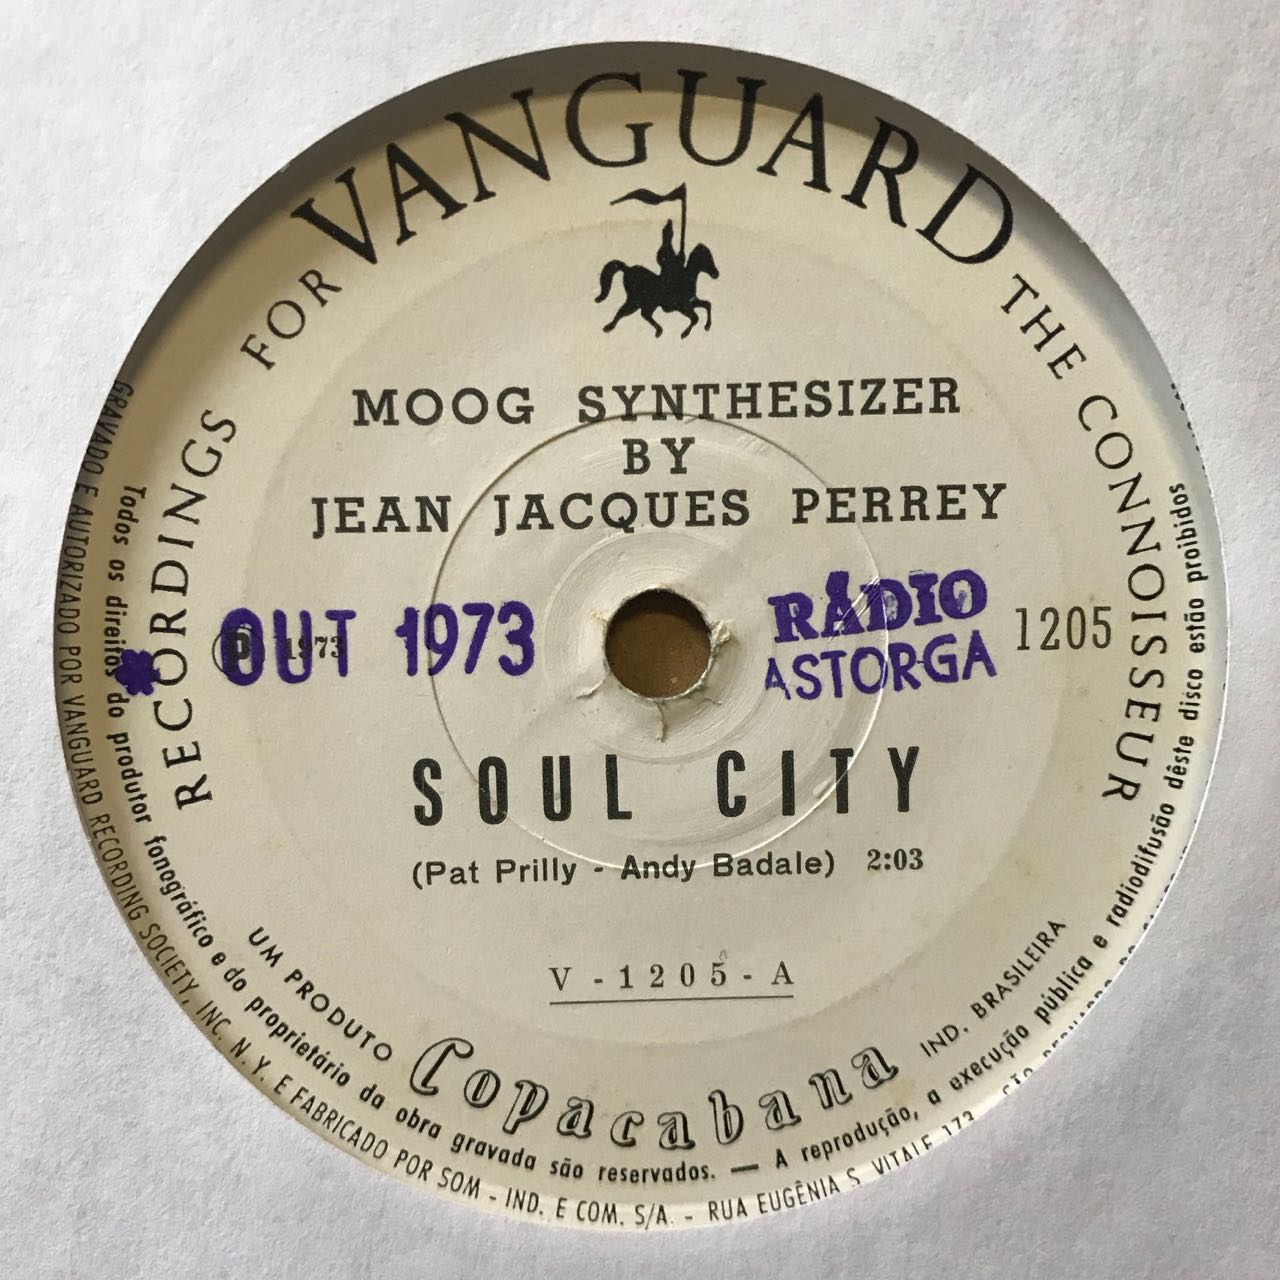 RECORDINGS FOR VANGUARD THE CONNOISSEUR
MOOG SYNTHESIZER
BY
JEAN JACQUES PERREY
Ⓟ 1973
OUT 1973
RÁDIO
ASTORGA
1205
SOUL CITY
(Pat Prilly - Andy Badale) 2:03
V - 1205 - A
UM PRODUTO Copacabana IND. BRASILEIRA
Todos os direitos do produtor fonográfico e do proprietário da obra gravada são reservados. — A reprodução, a execução pública e radiodifusão dêste disco estão proibidos
GRAVADO E AUTORIZADO POR VANGUARD RECORDING SOCIETY, INC. N.Y. E FABRICADO POR SOM - IND. E COM. S/A. - RUA EUGÊNIA S. VITALE 173